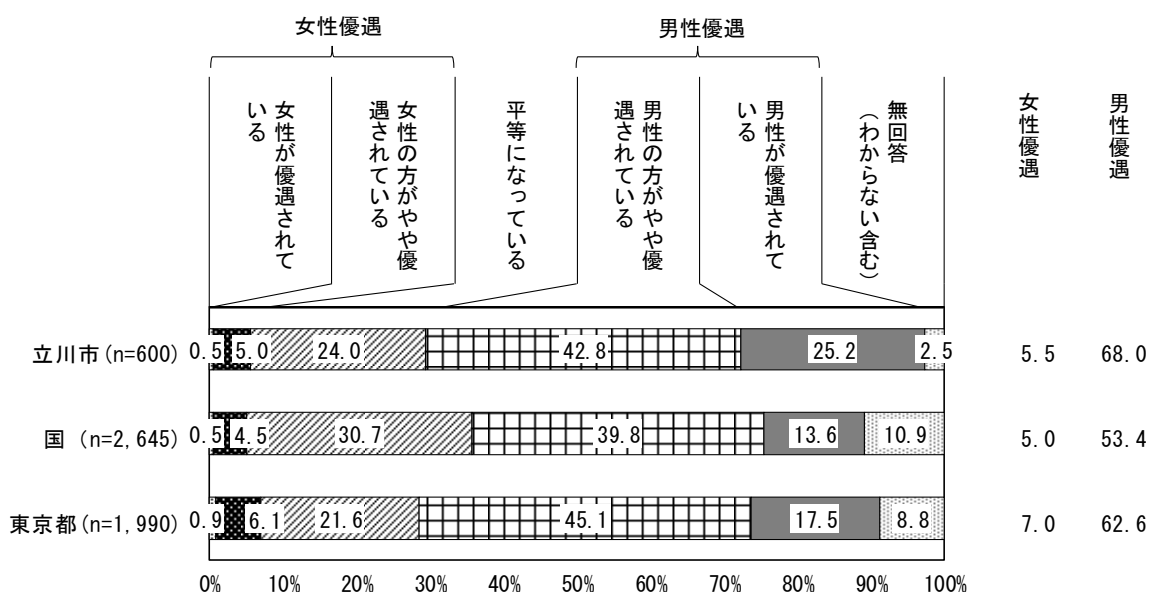 女性優遇
男性優遇
女性が優遇されて
いる
女性の方がやや優
遇されている
平等になっている
男性の方がやや優
遇されている
男性が優遇されて
いる
無回答
(わからない含む)
女性優遇
男性優遇
立川市(n=600) 0.5 5.0 24.0 42.8 25.2 2.5 5.5 68.0
国 (n=2,645) 0.5 4.5 30.7 39.8 13.6 10.9 5.0 53.4
東京都(n=1,990) 0.9 6.1 21.6 45.1 17.5 8.8 7.0 62.6
0% 10% 20% 30% 40% 50% 60% 70% 80% 90% 100%